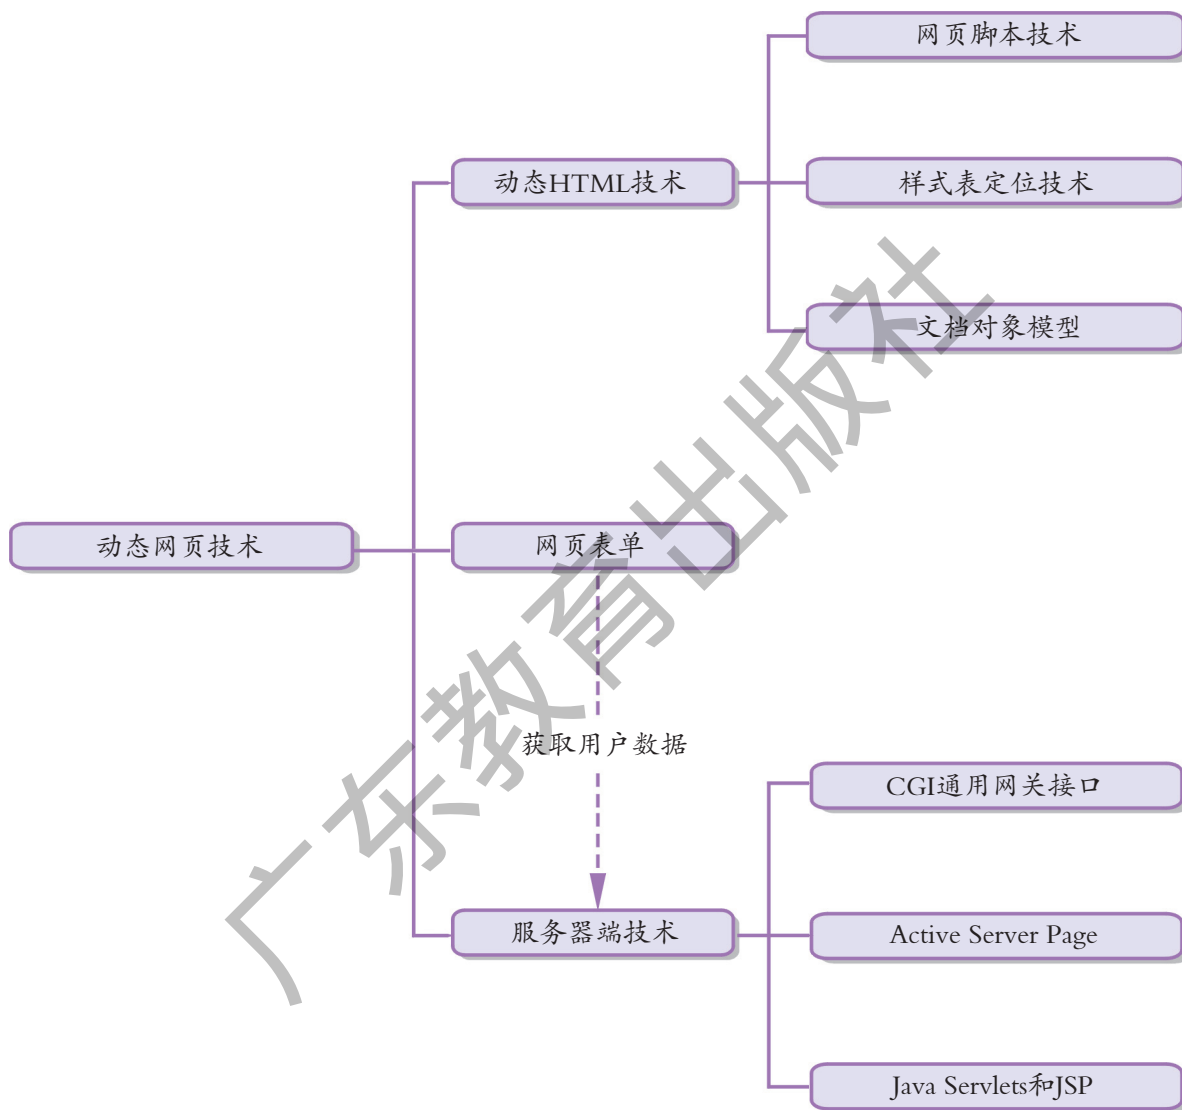 网页脚本技术
动态HTML技术
样式表定位技术
文档对象模型
动态网页技术
网页表单
获取用户数据
CGI通用网关接口
服务器端技术
Active Server Page
Java Servlets和JSP
广东教育出版社